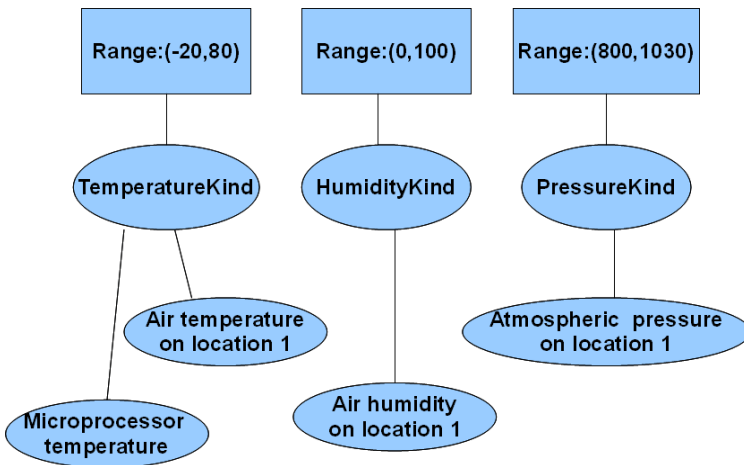 Range:(-20,80)
Range:(0,100)
Range:(800,1030)
TemperatureKind
HumidityKind
PressureKind
Air temperature
on location 1
Atmospheric pressure
on location 1
Microprocessor
temperature
Air humidity
on location 1